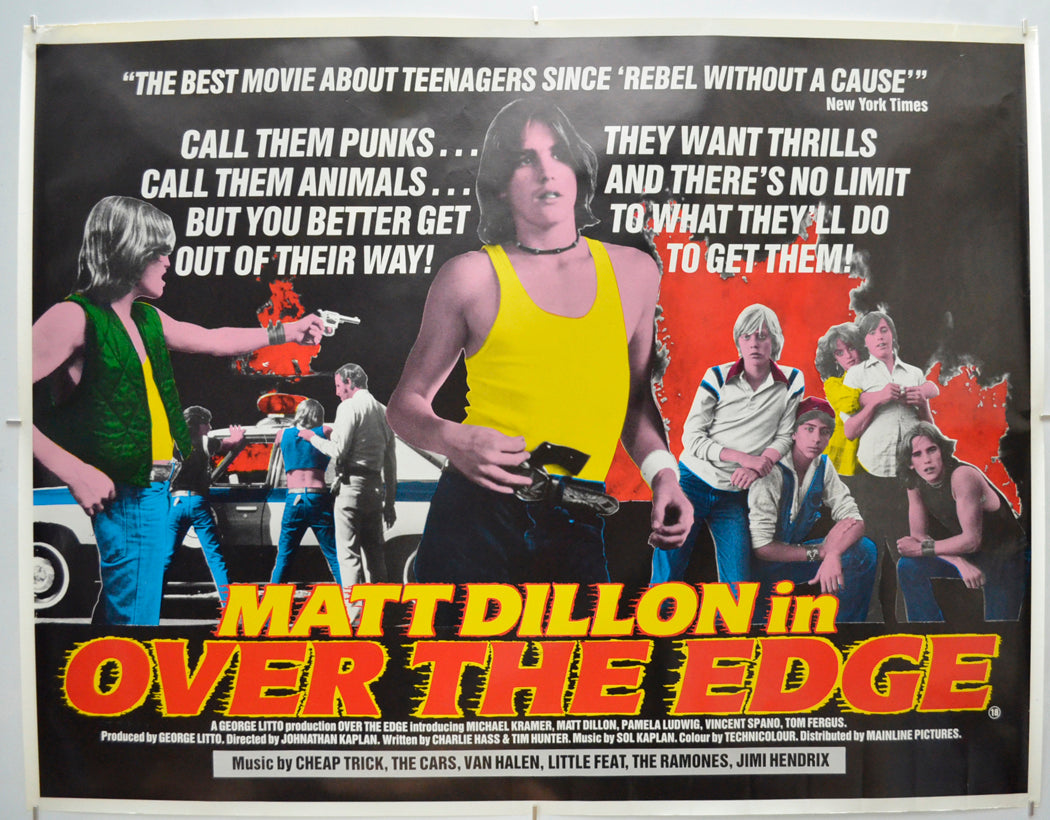 “THE BEST MOVIE ABOUT TEENAGERS SINCE ‘REBEL WITHOUT A CAUSE’”
New York Times
CALL THEM PUNKS...
CALL THEM ANIMALS...
BUT YOU BETTER GET
OUT OF THEIR WAY!
THEY WANT THRILLS
AND THERE’S NO LIMIT
TO WHAT THEY’LL DO
TO GET THEM!
MATT DILLON in
OVER THE EDGE
18
A GEORGE LITTO production OVER THE EDGE introducing MICHAEL KRAMER, MATT DILLON, PAMELA LUDWIG, VINCENT SPANO, TOM FERGUS.
Produced by GEORGE LITTO. Directed by JOHNATHAN KAPLAN. Written by CHARLIE HASS & TIM HUNTER. Music by SOL KAPLAN. Colour by TECHNICOLOUR. Distributed by MAINLINE PICTURES.
Music by CHEAP TRICK, THE CARS, VAN HALEN, LITTLE FEAT, THE RAMONES, JIMI HENDRIX